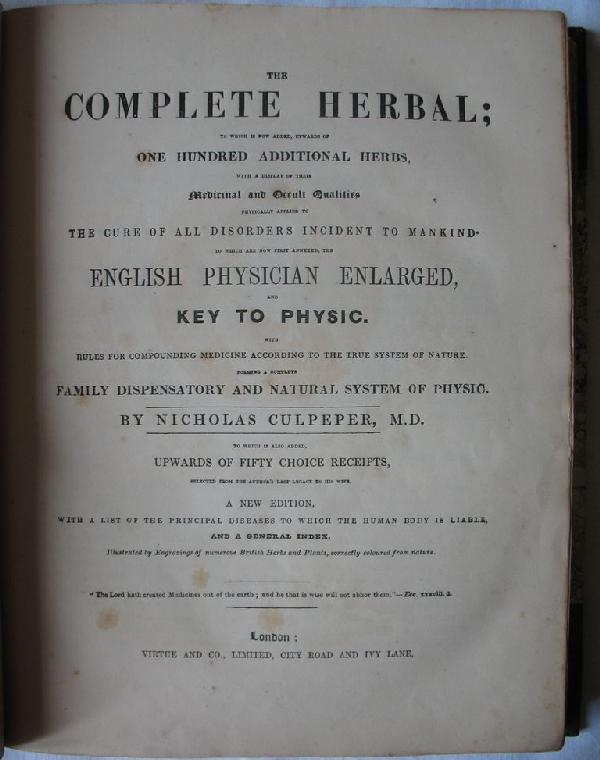 THE
COMPLETE HERBAL;
TO WHICH IS NOW ADDED, UPWARDS OF
ONE HUNDRED ADDITIONAL HERBS,
WITH A DISPLAY OF THEIR
Medicinal and Occult Qualities
PHYSICALLY APPLIED TO
THE CURE OF ALL DISORDERS INCIDENT TO MANKIND.
TO WHICH ARE NOW FIRST ANNEXED, THE
ENGLISH PHYSICIAN ENLARGED,
AND
KEY TO PHYSIC.
WITH
RULES FOR COMPOUNDING MEDICINE ACCORDING TO THE TRUE SYSTEM OF NATURE.
FORMING A COMPLETE
FAMILY DISPENSATORY AND NATURAL SYSTEM OF PHYSIC.
BY NICHOLAS CULPEPER, M.D.
TO WHICH IS ALSO ADDED,
UPWARDS OF FIFTY CHOICE RECEIPTS,
SELECTED FROM THE AUTHOR'S LAST LEGACY TO HIS WIFE.
A NEW EDITION,
WITH A LIST OF THE PRINCIPAL DISEASES TO WHICH THE HUMAN BODY IS LIABLE,
AND A GENERAL INDEX.
Illustrated by Engravings of numerous British Herbs and Plants, correctly coloured from nature.
"The Lord hath created Medicines out of the earth; and he that is wise will not abhor them."—Ecc. xxxviii. 4.
London;
VIRTUE AND CO., LIMITED, CITY ROAD AND IVY LANE.